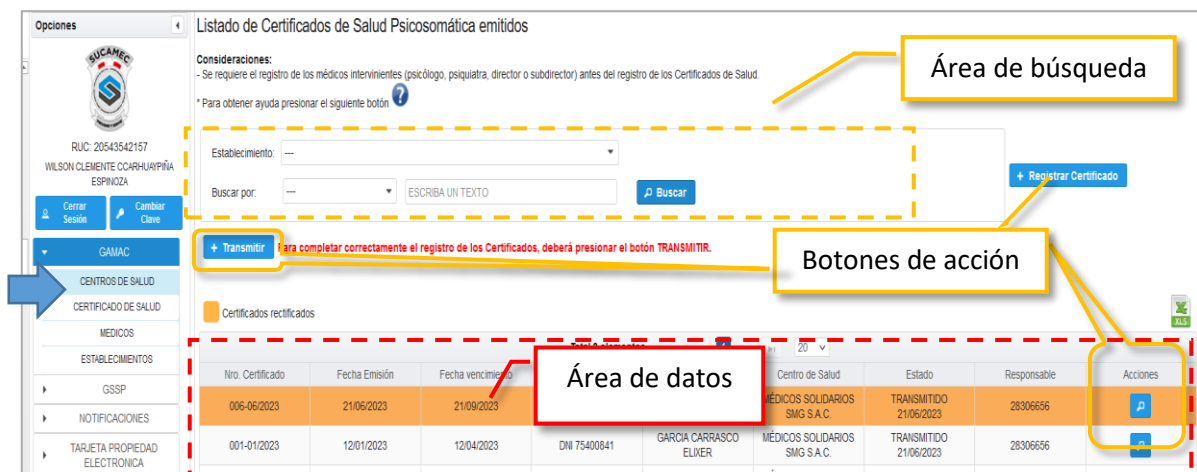 Opciones
Listado de Certificados de Salud Psicosomática emitidos
SUCAMEC
Consideraciones:
- Se requiere el registro de los médicos intervinientes (psicólogo, psiquiatra, director o subdirector) antes del registro de los Certificados de Salud.
* Para obtener ayuda presionar el siguiente botón ?
Área de búsqueda
RUC: 20543542157
WILSON CLEMENTE CCARHUAYPIÑA
ESPINOZA
Establecimiento: ---
Buscar por: --- ESCRIBA UN TEXTO Buscar
+ Registrar Certificado
Cerrar Sesión
Cambiar Clave
+ Transmitir Para completar correctamente el registro de los Certificados, deberá presionar el botón TRANSMITIR.
Botones de acción
GAMAC
CENTROS DE SALUD
CERTIFICADO DE SALUD
MEDICOS
ESTABLECIMIENTOS
GSSP
NOTIFICACIONES
TARJETA PROPIEDAD
ELECTRONICA
Certificados rectificados
XLS
20
Área de datos
Nro. Certificado Fecha Emisión Fecha vencimiento Centro de Salud Estado Responsable Acciones
006-06/2023 21/06/2023 21/09/2023 MÉDICOS SOLIDARIOS SMG S.A.C. TRANSMITIDO 21/06/2023 28306656
001-01/2023 12/01/2023 12/04/2023 DNI 75400841 GARCIA CARRASCO ELIXER MÉDICOS SOLIDARIOS SMG S.A.C. TRANSMITIDO 21/06/2023 28306656